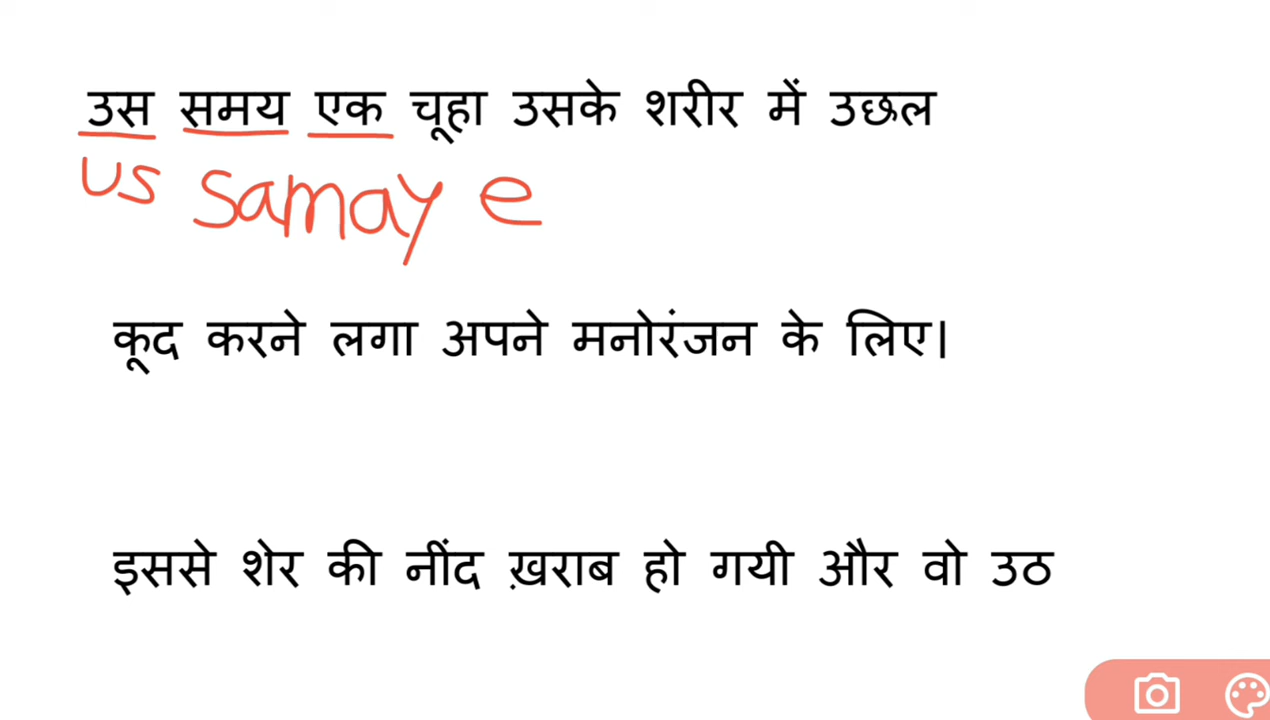 उस समय एक चूहा उसके शरीर में उछल
us samay e
कूद करने लगा अपने मनोरंजन के लिए।
इससे शेर की नींद ख़राब हो गयी और वो उठ